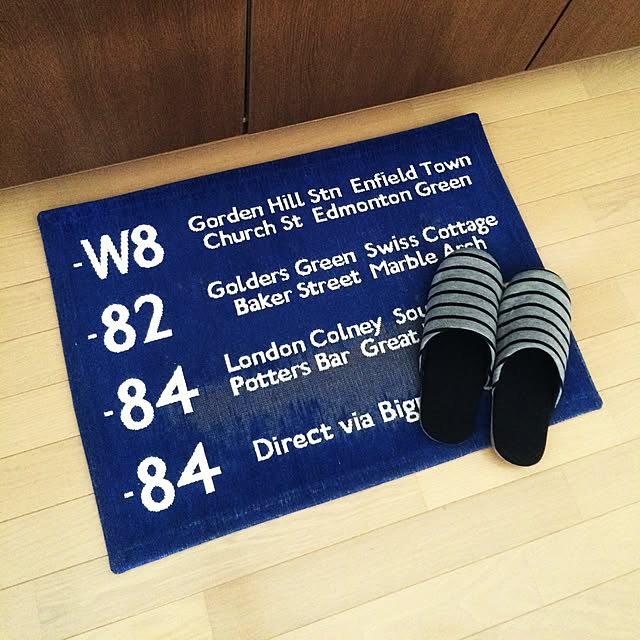 -W8
Gorden Hill Stn Enfield Town
Church St Edmonton Green
-82
Golders Green Swiss Cottage
Baker Street Marble Arch
-84
London Colney
Potters Bar Great
-84
Direct via